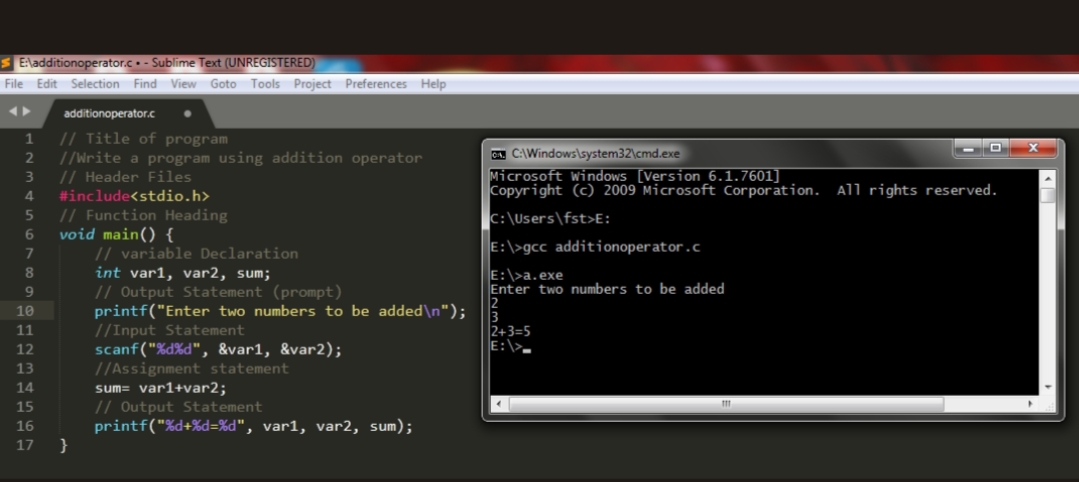 E:\additionoperator.c • - Sublime Text (UNREGISTERED)
File Edit Selection Find View Goto Tools Project Preferences Help
additionoperator.c
1 // Title of program
2 //Write a program using addition operator
3 // Header Files
4 #include<stdio.h>
5 // Function Heading
6 void main() {
7 // variable Declaration
8 int var1, var2, sum;
9 // Output Statement (prompt)
10 printf("Enter two numbers to be added\n");
11 //Input Statement
12 scanf("%d%d", &var1, &var2);
13 //Assignment statement
14 sum= var1+var2;
15 // Output Statement
16 printf("%d+%d=%d", var1, var2, sum);
17 }
C:\Windows\system32\cmd.exe
Microsoft Windows [Version 6.1.7601]
Copyright (c) 2009 Microsoft Corporation. All rights reserved.
C:\Users\fst>E:
E:\>gcc additionoperator.c
E:\>a.exe
Enter two numbers to be added
2
3
2+3=5
E:\>_